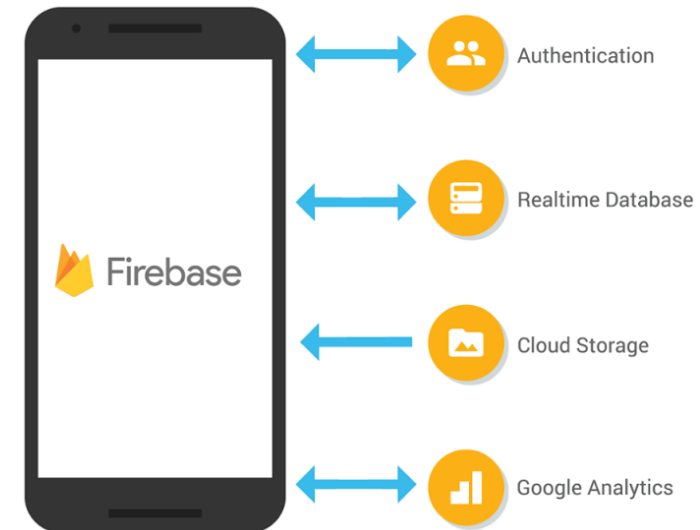 Authentication
Realtime Database
Firebase
Cloud Storage
Google Analytics